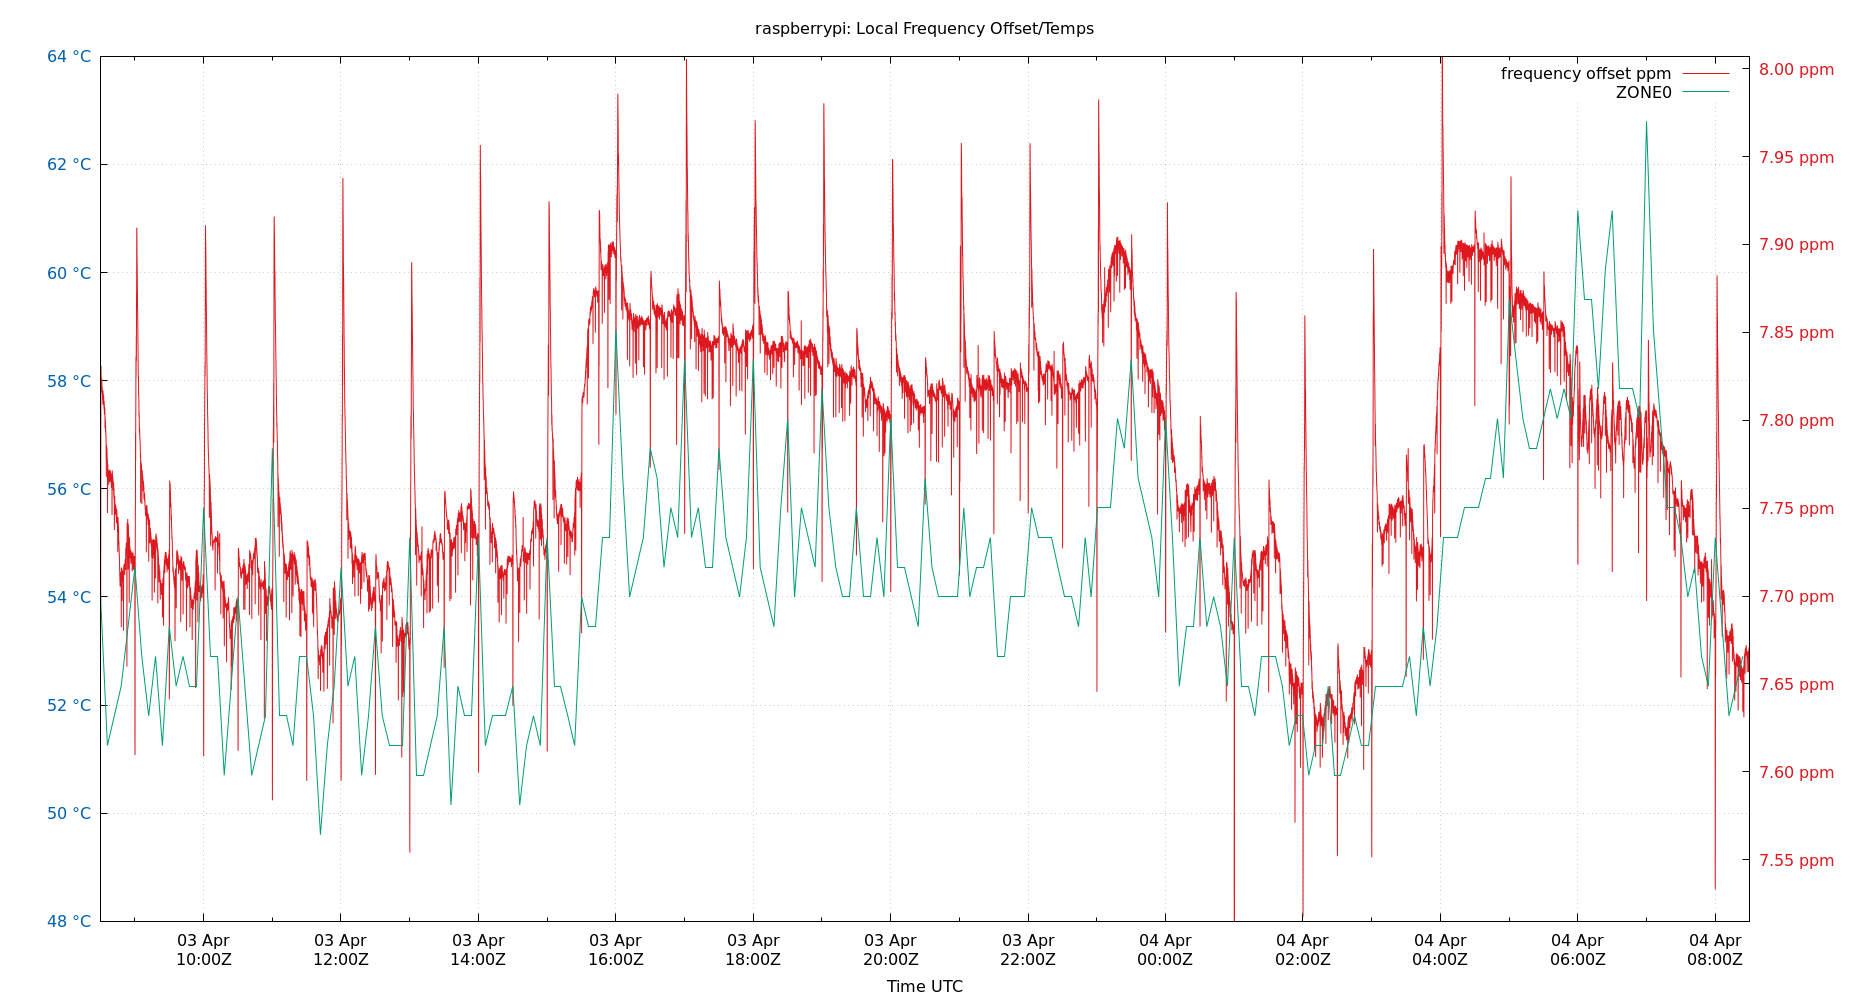 raspberrypi: Local Frequency Offset/Temps
64 °C
62 °C
60 °C
58 °C
56 °C
54 °C
52 °C
50 °C
48 °C
frequency offset ppm
ZONE0
8.00 ppm
7.95 ppm
7.90 ppm
7.85 ppm
7.80 ppm
7.75 ppm
7.70 ppm
7.65 ppm
7.60 ppm
7.55 ppm
03 Apr
10:00Z
03 Apr
12:00Z
03 Apr
14:00Z
03 Apr
16:00Z
03 Apr
18:00Z
03 Apr
20:00Z
03 Apr
22:00Z
04 Apr
00:00Z
04 Apr
02:00Z
04 Apr
04:00Z
04 Apr
06:00Z
04 Apr
08:00Z
Time UTC